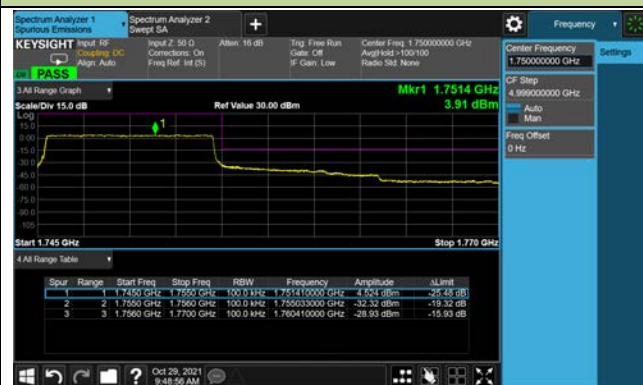 Spectrum Analyzer 1
Spurious Emissions
Spectrum Analyzer 2
Swept SA
Frequency
KEYSIGHT
Input: RF
Coupling: DC
Align: Auto
Input Z: 50 Ω
Corrections: On
Freq Ref: Int (S)
Atten: 16 dB
Trig: Free Run
Gate: Off
IF Gain: Low
Center Freq: 1.750000000 GHz
Avg|Hold:>100/100
Radio Std: None
PASS
3 All Range Graph
Mkr1 1.7514 GHz
Scale/Div 15.0 dB
Ref Value 30.00 dBm
3.91 dBm
Log
15.0
0.00
-15.0
-30.0
-45.0
-60.0
-75.0
-90.0
-105
1
Start 1.745 GHz
Stop 1.770 GHz
4 All Range Table
Spur Range Start Freq Stop Freq RBW Frequency Amplitude ΔLimit
1 1 1.7450 GHz 1.7550 GHz 100.0 kHz 1.751410000 GHz 4.524 dBm -25.48 dB
2 2 1.7550 GHz 1.7560 GHz 100.0 kHz 1.755033000 GHz -32.32 dBm -19.32 dB
3 3 1.7560 GHz 1.7700 GHz 100.0 kHz 1.760410000 GHz -28.93 dBm -15.93 dB
Oct 29, 2021
9:48:56 AM
Center Frequency
1.750000000 GHz
Settings
CF Step
4.999000000 GHz
Auto
Man
Freq Offset
0 Hz